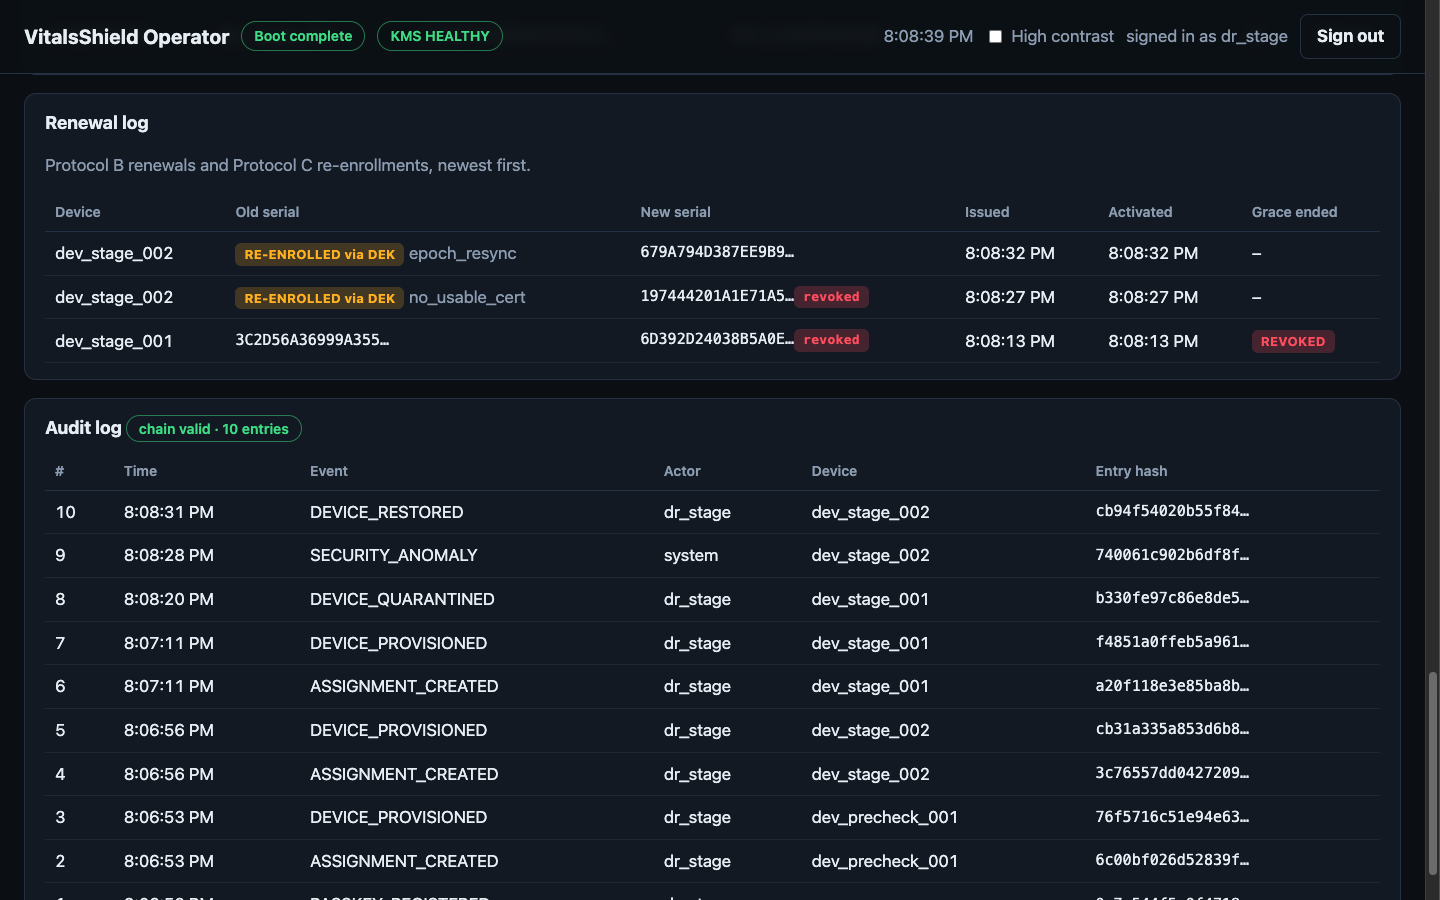 VitalsShield Operator Boot complete KMS HEALTHY 8:08:39 PM High contrast signed in as dr_stage Sign out
Renewal log
Protocol B renewals and Protocol C re-enrollments, newest first.
Device Old serial New serial Issued Activated Grace ended
dev_stage_002 RE-ENROLLED via DEK epoch_resync 679A794D387EE9B9… 8:08:32 PM 8:08:32 PM –
dev_stage_002 RE-ENROLLED via DEK no_usable_cert 197444201A1E71A5… revoked 8:08:27 PM 8:08:27 PM –
dev_stage_001 3C2D56A36999A355… 6D392D24038B5A0E… revoked 8:08:13 PM 8:08:13 PM REVOKED
Audit log chain valid · 10 entries
# Time Event Actor Device Entry hash
10 8:08:31 PM DEVICE_RESTORED dr_stage dev_stage_002 cb94f54020b55f84…
9 8:08:28 PM SECURITY_ANOMALY system dev_stage_002 740061c902b6df8f…
8 8:08:20 PM DEVICE_QUARANTINED dr_stage dev_stage_001 b330fe97c86e8de5…
7 8:07:11 PM DEVICE_PROVISIONED dr_stage dev_stage_001 f4851a0ffeb5a961…
6 8:07:11 PM ASSIGNMENT_CREATED dr_stage dev_stage_001 a20f118e3e85ba8b…
5 8:06:56 PM DEVICE_PROVISIONED dr_stage dev_stage_002 cb31a335a853d6b8…
4 8:06:56 PM ASSIGNMENT_CREATED dr_stage dev_stage_002 3c76557dd0427209…
3 8:06:53 PM DEVICE_PROVISIONED dr_stage dev_precheck_001 76f5716c51e94e63…
2 8:06:53 PM ASSIGNMENT_CREATED dr_stage dev_precheck_001 6c00bf026d52839f…